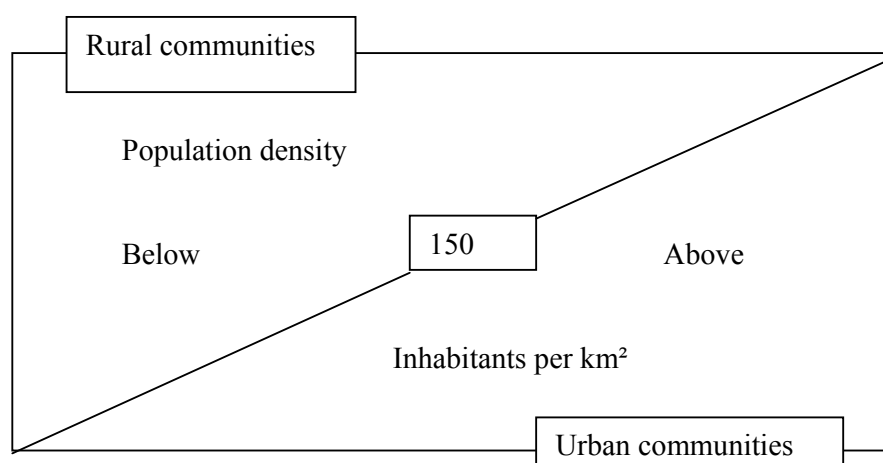 Rural communities
Population density
Below
150
Above
Inhabitants per km²
Urban communities